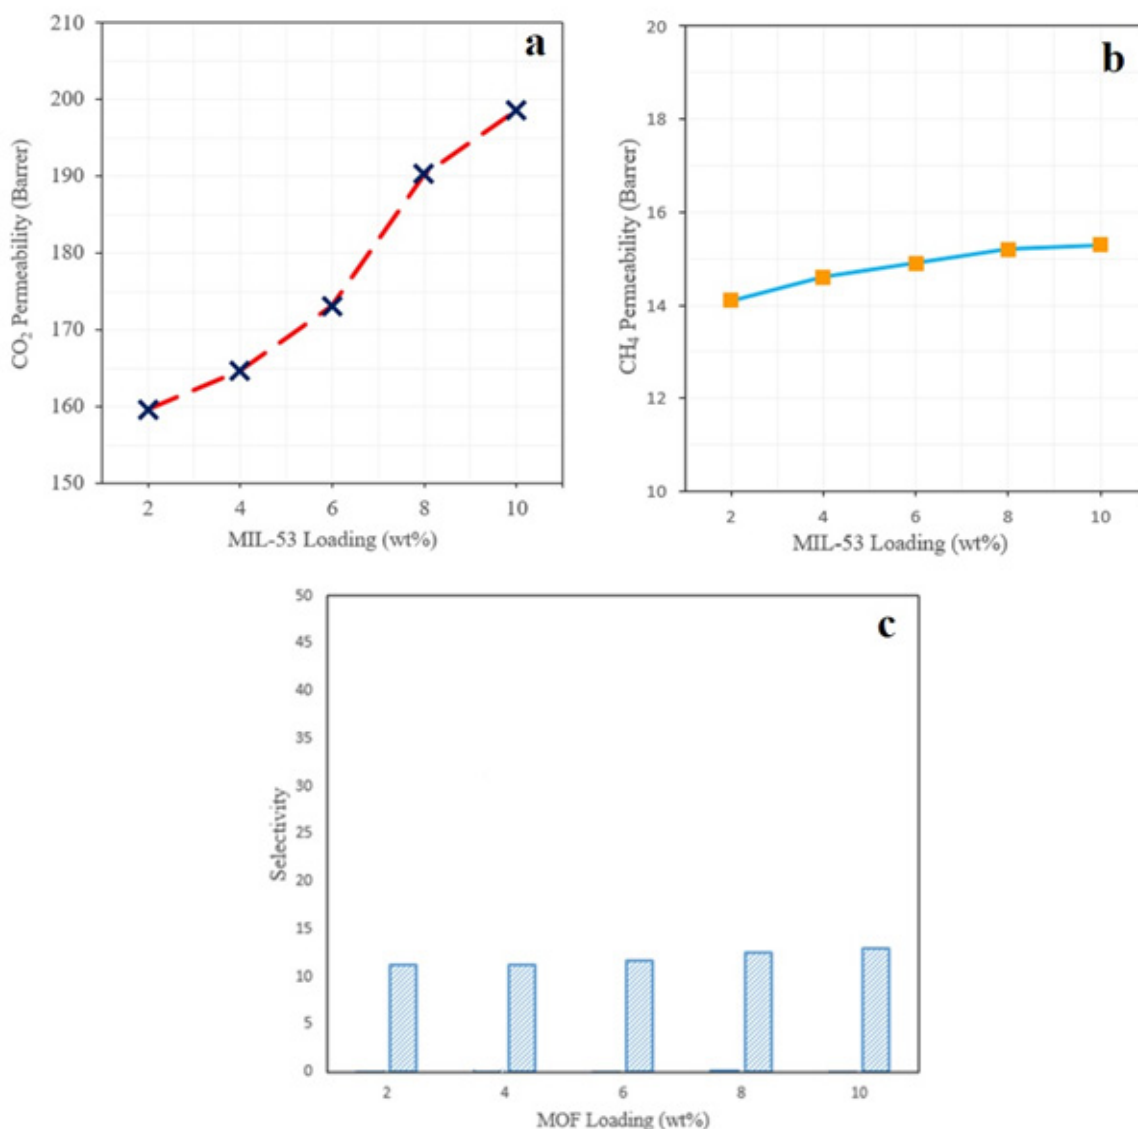 a
210
200
190
180
170
160
150
2 4 6 8 10
CO₂ Permeability (Barrer)
MIL-53 Loading (wt%)
b
20
18
16
14
12
10
2 4 6 8 10
CH₄ Permeability (Barrer)
MIL-53 Loading (wt%)
c
50
45
40
35
30
25
20
15
10
5
0
2 4 6 8 10
Selectivity
MOF Loading (wt%)